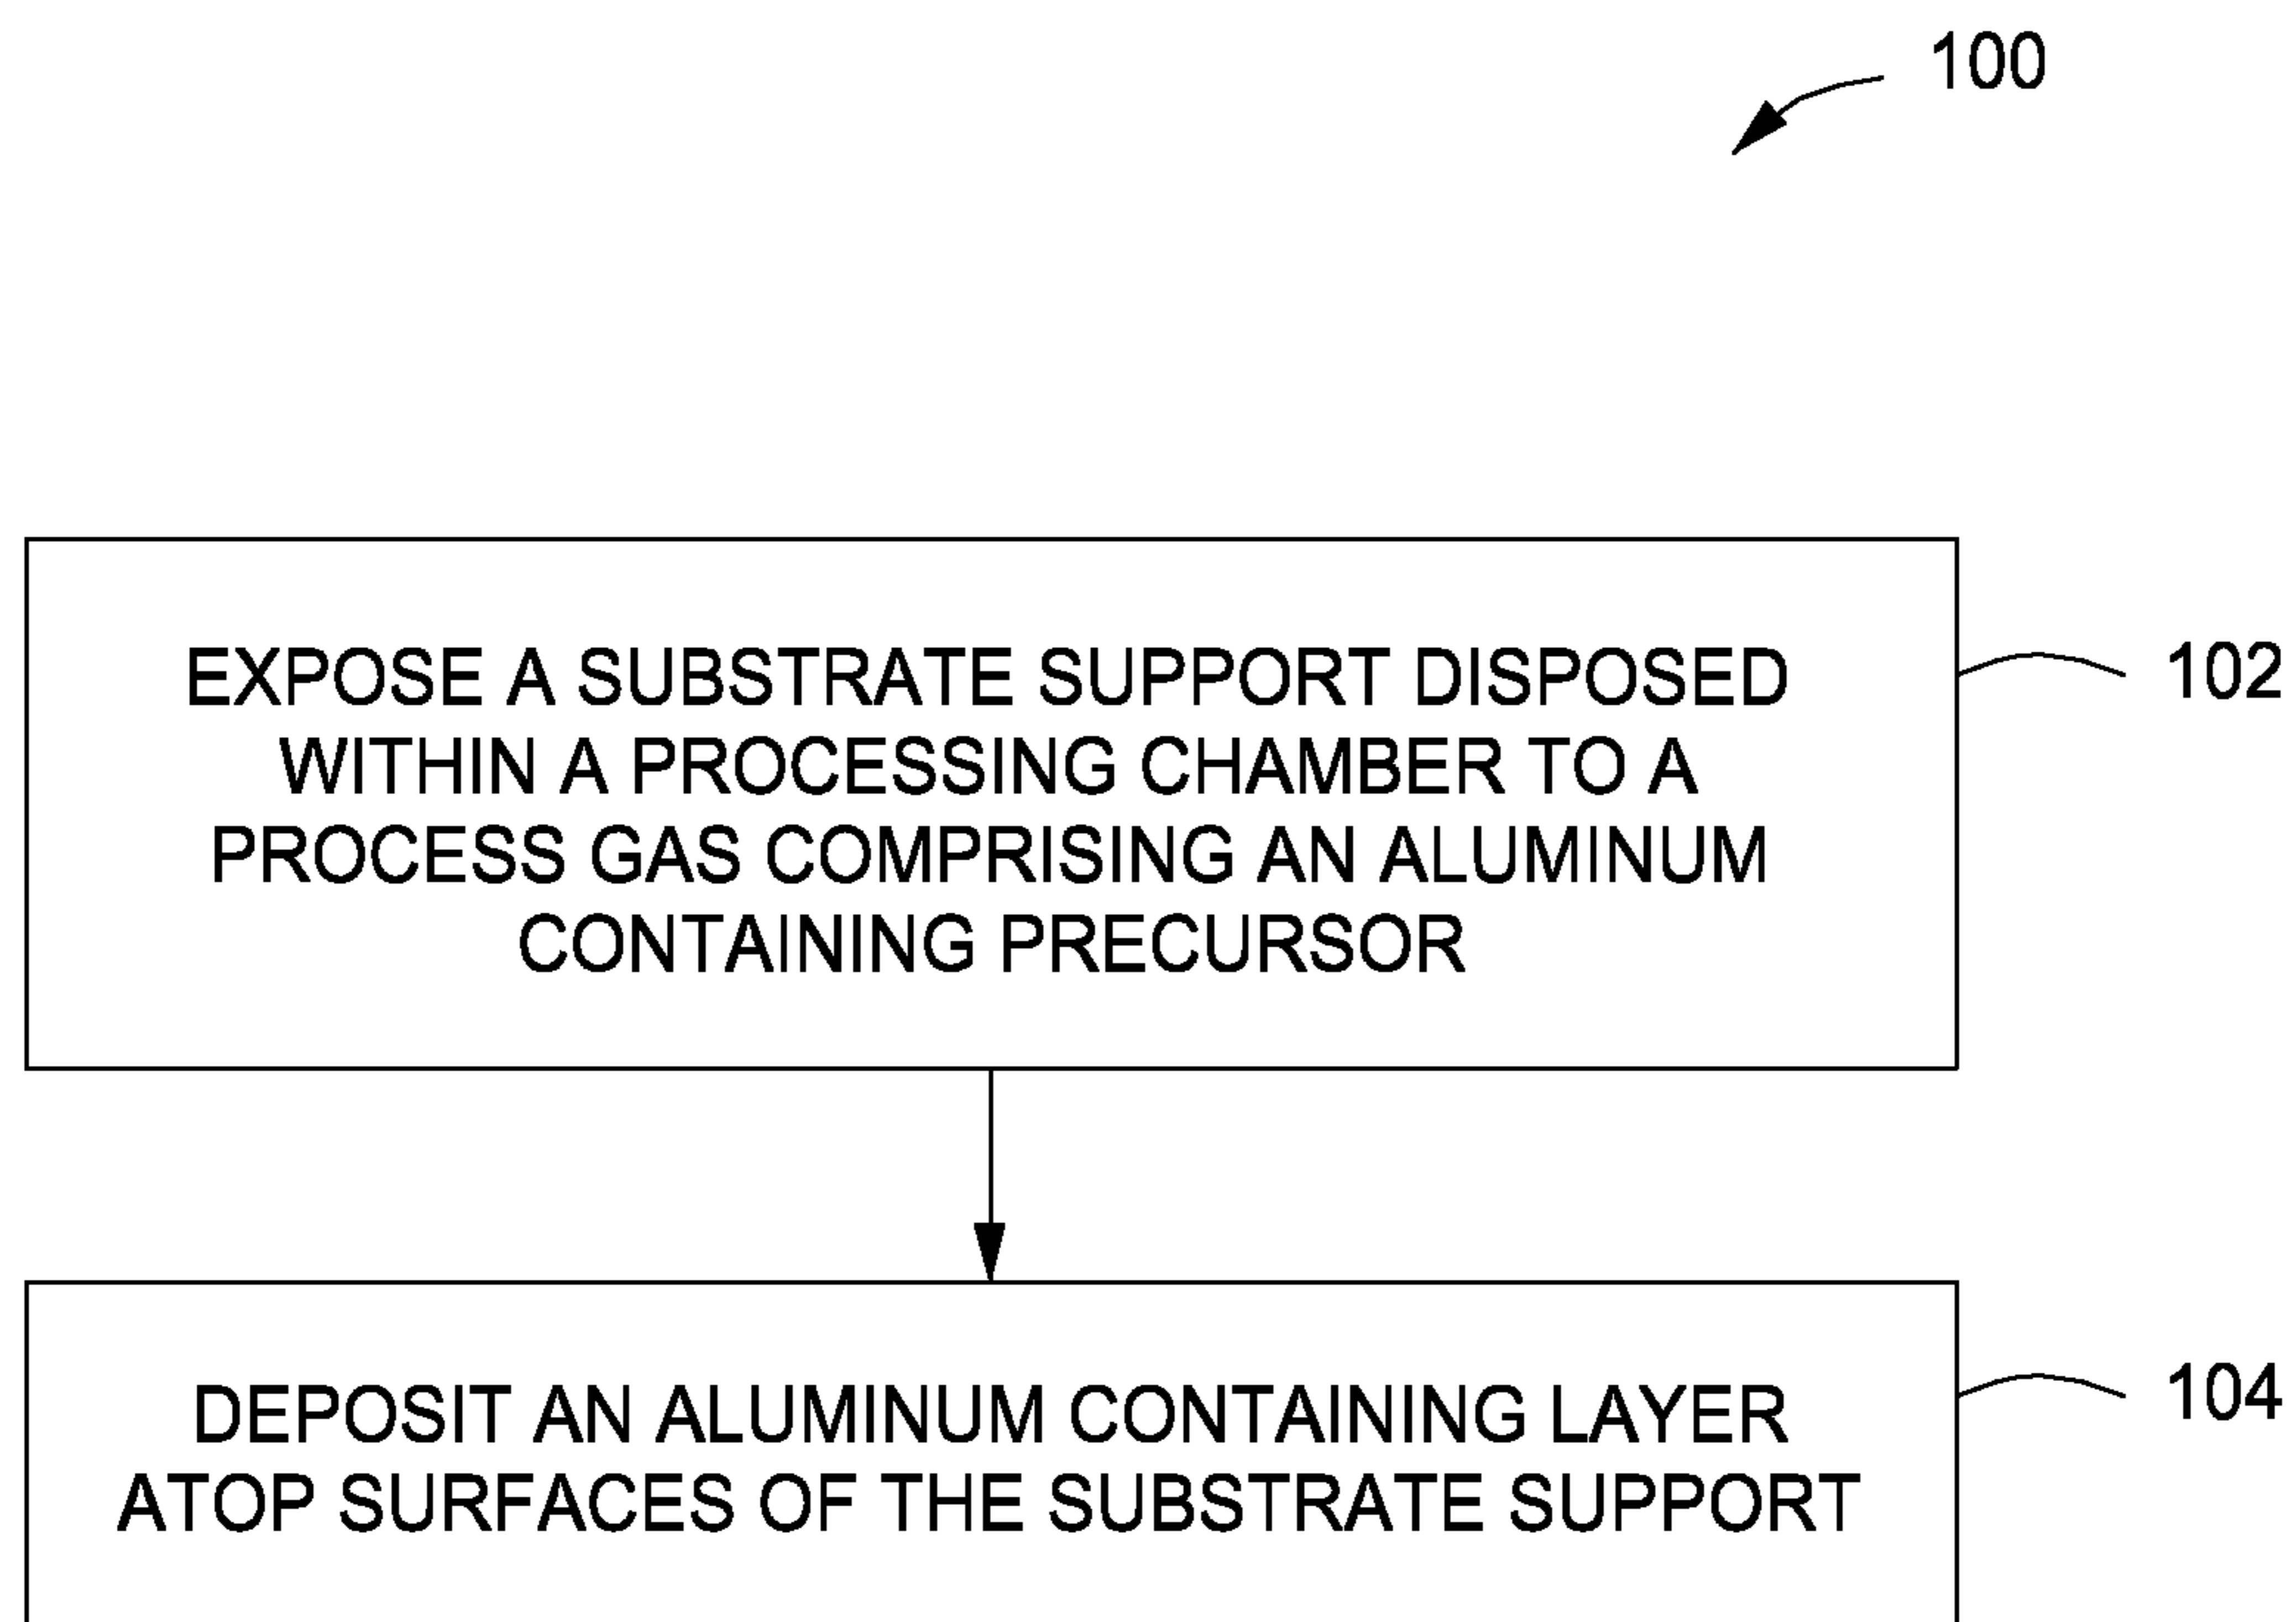 100
EXPOSE A SUBSTRATE SUPPORT DISPOSED
WITHIN A PROCESSING CHAMBER TO A
PROCESS GAS COMPRISING AN ALUMINUM
CONTAINING PRECURSOR
102
DEPOSIT AN ALUMINUM CONTAINING LAYER
ATOP SURFACES OF THE SUBSTRATE SUPPORT
104